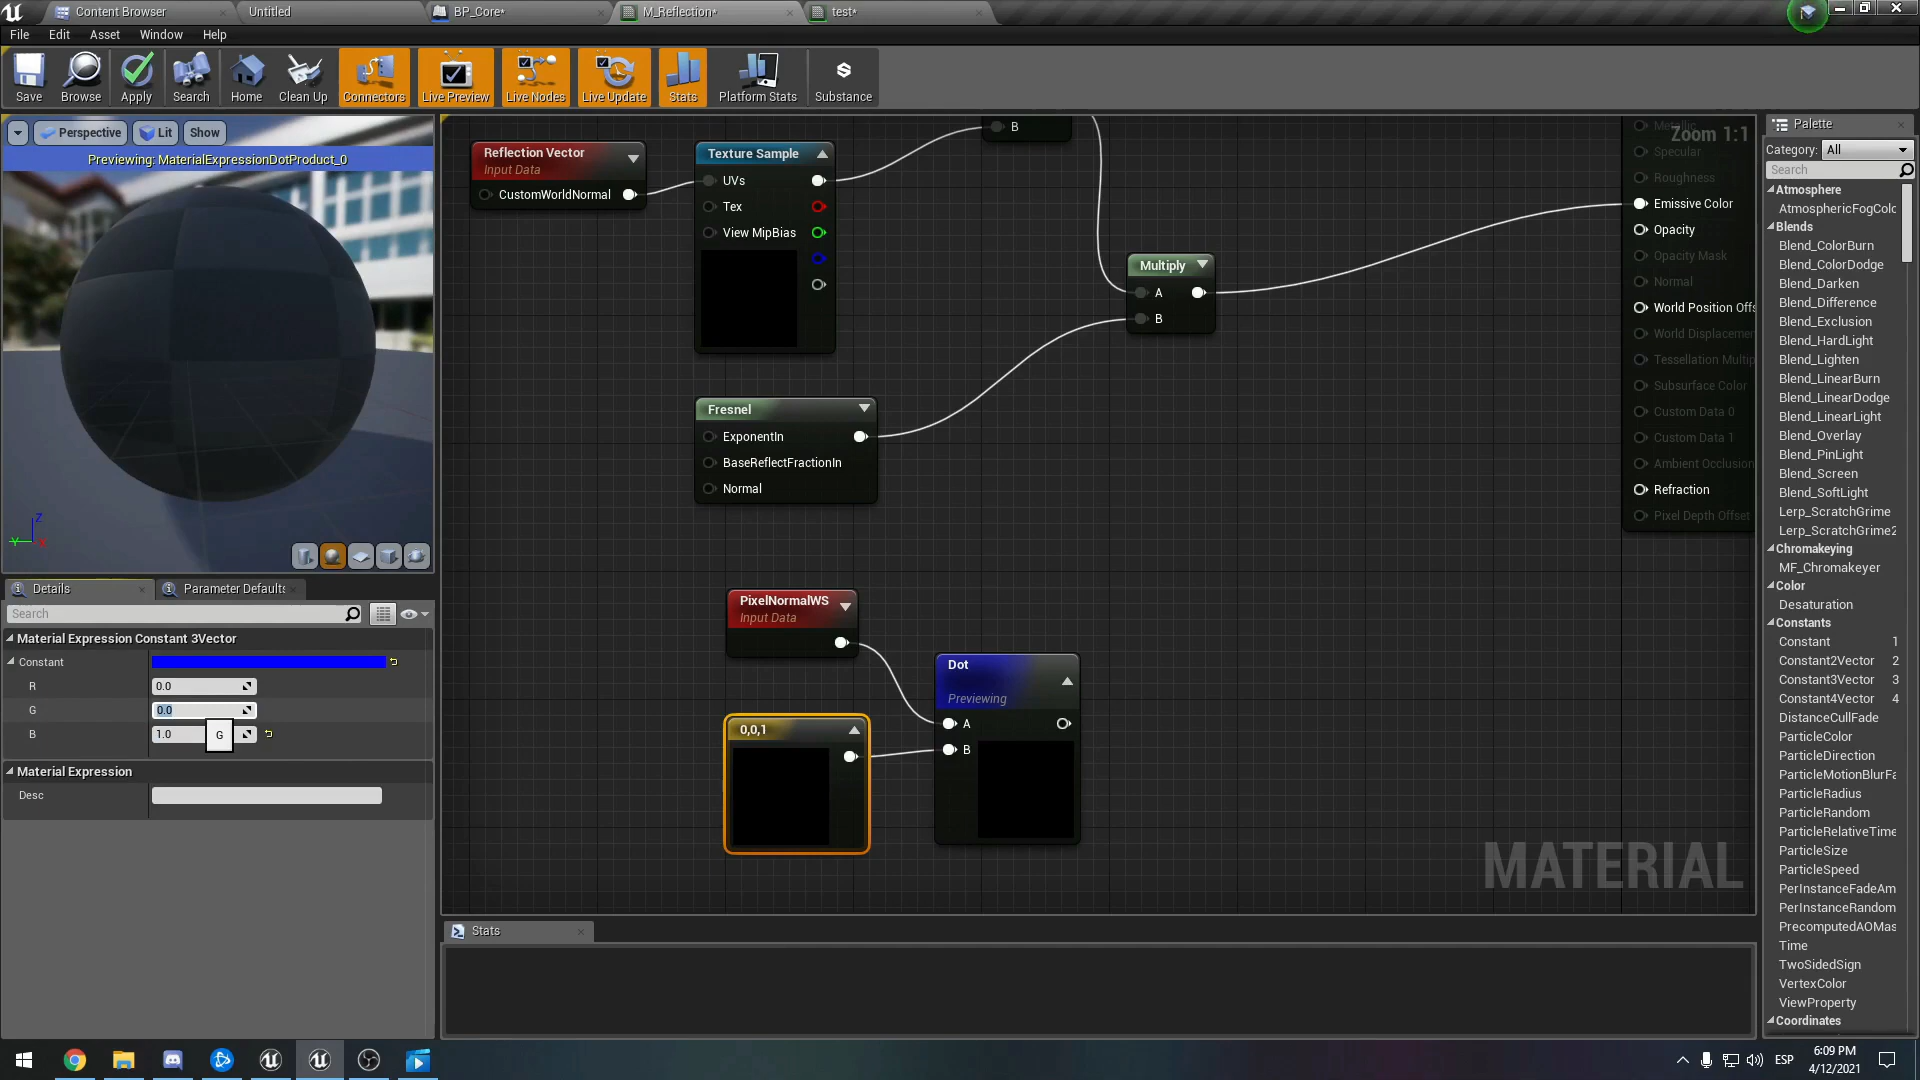 Content Browser
Untitled
BP_Core*
M_Reflection*
test*
File Edit Asset Window Help
Save Browse Apply Search Home Clean Up Connectors Live Preview Live Nodes Live Update Stats Platform Stats Substance
Perspective Lit Show
Previewing: MaterialExpressionDotProduct_0
Z
Y
X
Details
Parameter Defaults
Search
Material Expression Constant 3Vector
Constant
R 0.0
G 0.0
B 1.0
G
Material Expression
Desc
Zoom 1:1
B
Reflection Vector
Input Data
CustomWorldNormal
Texture Sample
UVs
Tex
View MipBias
Fresnel
ExponentIn
BaseReflectFractionIn
Normal
Multiply
A
B
PixelNormalWS
Input Data
0,0,1
Dot
Previewing
A
B
Metallic
Specular
Roughness
Emissive Color
Opacity
Opacity Mask
Normal
World Position Offs
World Displacemen
Tessellation Multip
Subsurface Color
Custom Data 0
Custom Data 1
Ambient Occlusion
Refraction
Pixel Depth Offset
MATERIAL
Stats
Palette
Category: All
Search
Atmosphere
AtmosphericFogColo
Blends
Blend_ColorBurn
Blend_ColorDodge
Blend_Darken
Blend_Difference
Blend_Exclusion
Blend_HardLight
Blend_Lighten
Blend_LinearBurn
Blend_LinearDodge
Blend_LinearLight
Blend_Overlay
Blend_PinLight
Blend_Screen
Blend_SoftLight
Lerp_ScratchGrime
Lerp_ScratchGrime2
Chromakeying
MF_Chromakeyer
Color
Desaturation
Constants
Constant 1
Constant2Vector 2
Constant3Vector 3
Constant4Vector 4
DistanceCullFade
ParticleColor
ParticleDirection
ParticleMotionBlurFa
ParticleRadius
ParticleRandom
ParticleRelativeTime
ParticleSize
ParticleSpeed
PerInstanceFadeAm
PerInstanceRandom
PrecomputedAOMas
Time
TwoSidedSign
VertexColor
ViewProperty
Coordinates
ESP
6:09 PM
4/12/2021